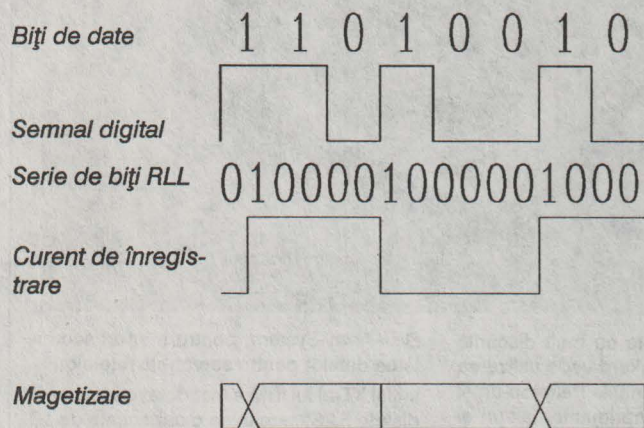 Biţi de date 1 1 0 1 0 0 1 0
Semnal digital
Serie de biţi RLL 0100001000001000
Curent de înregis-
trare
Magetizare